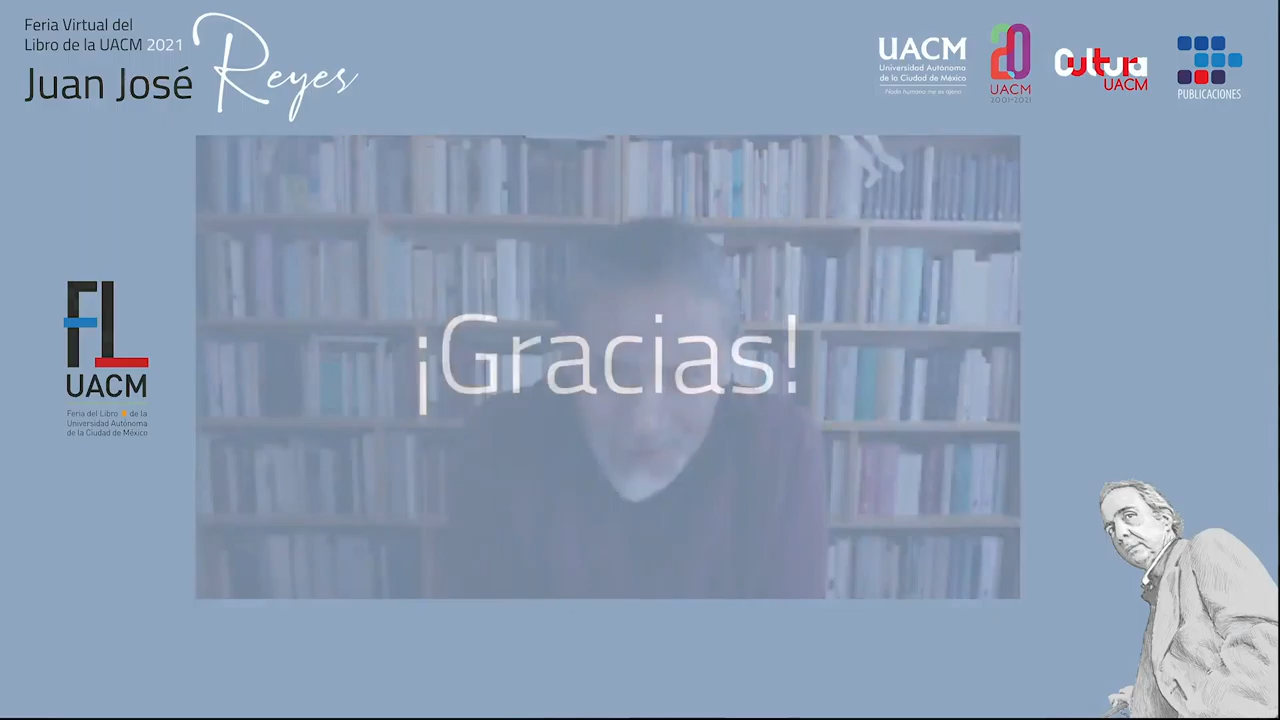 Feria Virtual del
Libro de la UACM 2021
Juan José Reyes
UACM
Universidad Autónoma
de la Ciudad de México
Nada humano me es ajeno
20
UACM
2001-2021
Cultura
UACM
PUBLICACIONES
¡Gracias!
FL
UACM
Feria del Libro de la
Universidad Autónoma
de la Ciudad de México